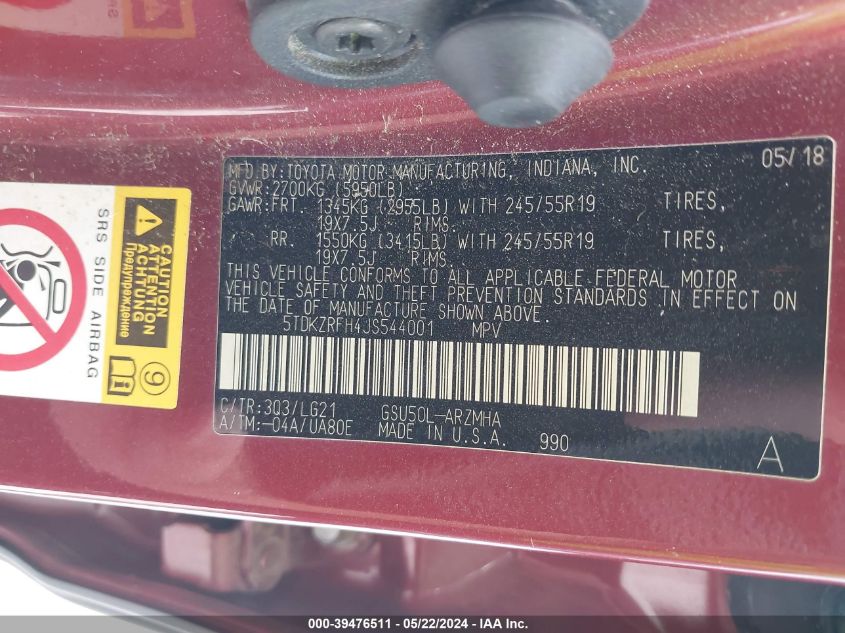 MFD.BY:TOYOTA MOTOR MANUFACTURING, INDIANA, INC. 05/18
GVWR:2700KG (5950LB)
GAWR:FRT. 1345KG (2955LB) WITH 245/55R19 TIRES,
19X7.5J RIMS.
RR. 1550KG (3415LB) WITH 245/55R19 TIRES,
19X7.5J RIMS.
THIS VEHICLE CONFORMS TO ALL APPLICABLE FEDERAL MOTOR
VEHICLE SAFETY AND THEFT PREVENTION STANDARDS IN EFFECT ON
THE DATE OF MANUFACTURE SHOWN ABOVE.
5TDKZRFH4JS544001 MPV
C/TR:3Q3/LG21 GSU50L-ARZMHA
A/TM:-04A/UA80E MADE IN U.S.A. 990
A
SRS SIDE AIRBAG
CAUTION
ATTENTION
ACHTUNG
Предупреждение
9
000-39476511 - 05/22/2024 - IAA Inc.